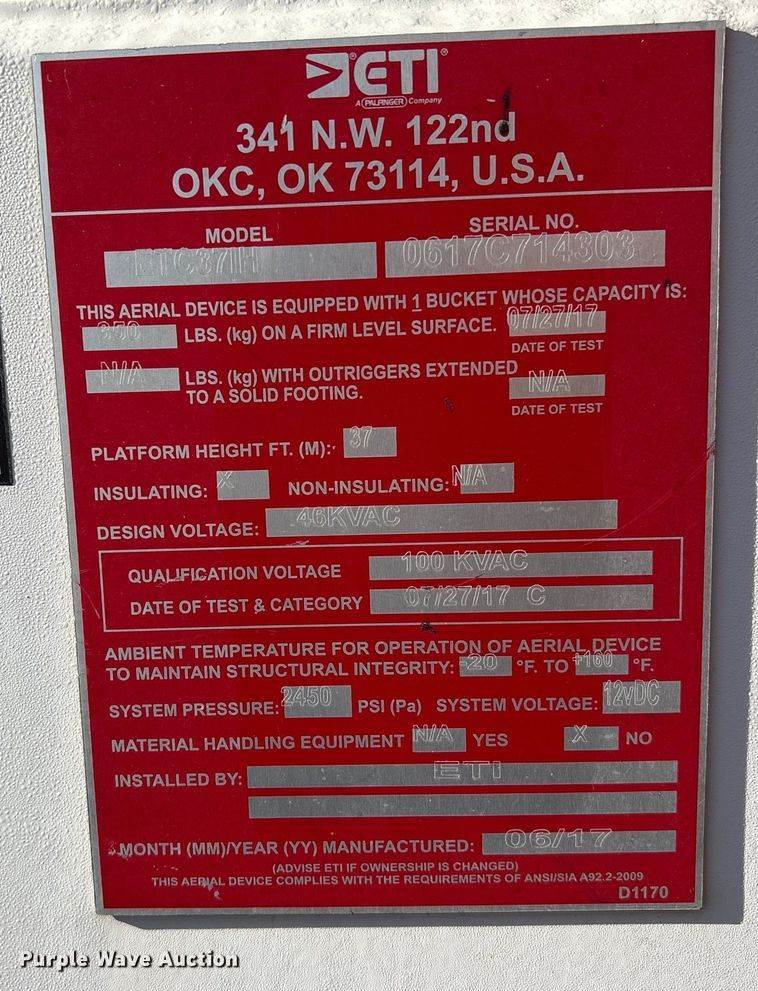 ETI®
A PALFINGER Company
341 N.W. 122nd
OKC, OK 73114, U.S.A.
MODEL SERIAL NO.
ETC37IH 0617C714303
THIS AERIAL DEVICE IS EQUIPPED WITH 1 BUCKET WHOSE CAPACITY IS:
350 LBS. (kg) ON A FIRM LEVEL SURFACE. 07/27/17
DATE OF TEST
N/A LBS. (kg) WITH OUTRIGGERS EXTENDED N/A
TO A SOLID FOOTING.
DATE OF TEST
PLATFORM HEIGHT FT. (M): 37
INSULATING: X NON-INSULATING: N/A
DESIGN VOLTAGE: 46KVAC
QUALIFICATION VOLTAGE 100 KVAC
DATE OF TEST & CATEGORY 07/27/17 C
AMBIENT TEMPERATURE FOR OPERATION OF AERIAL DEVICE
TO MAINTAIN STRUCTURAL INTEGRITY: -20 °F. TO +160 °F.
SYSTEM PRESSURE: 2450 PSI (Pa) SYSTEM VOLTAGE: 12vDC
MATERIAL HANDLING EQUIPMENT N/A YES X NO
INSTALLED BY: ETI
MONTH (MM)/YEAR (YY) MANUFACTURED: 06/17
(ADVISE ETI IF OWNERSHIP IS CHANGED)
THIS AERIAL DEVICE COMPLIES WITH THE REQUIREMENTS OF ANSI/SIA A92.2-2009
D1170
Purple Wave Auction